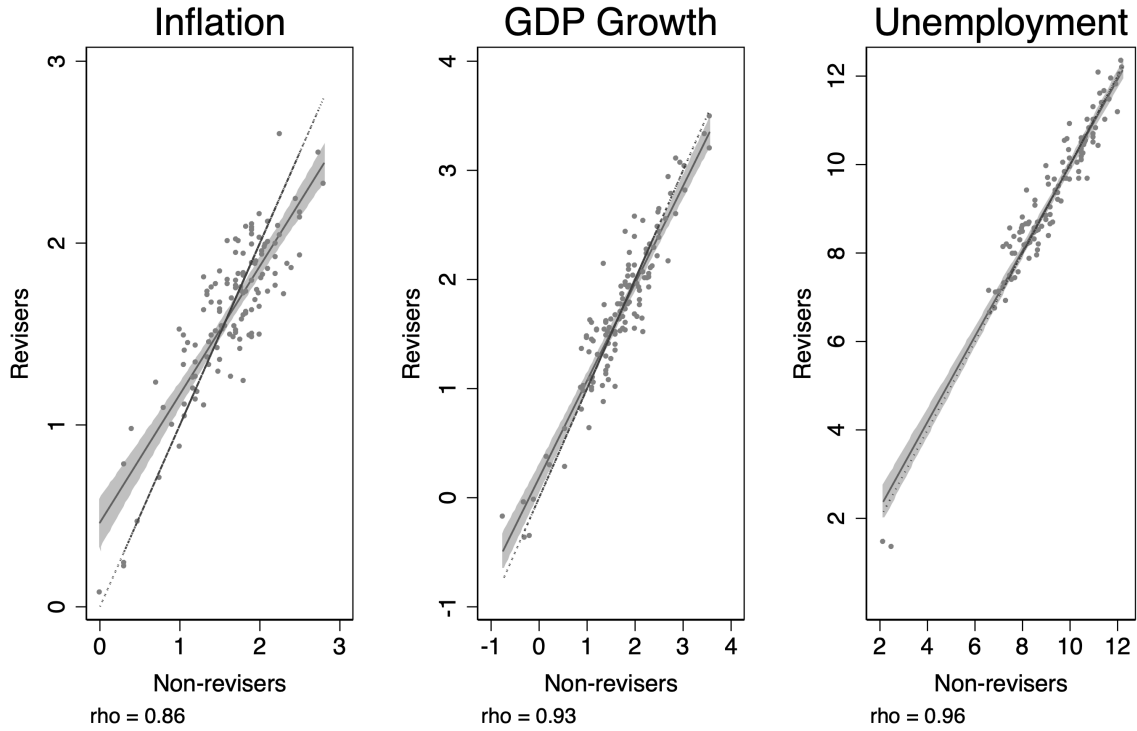 Inflation
3
2
1
0
Revisers
0 1 2 3
Non-revisers
rho = 0.86
GDP Growth
4
3
2
1
0
-1
Revisers
-1 0 1 2 3 4
Non-revisers
rho = 0.93
Unemployment
12
10
8
6
4
2
Revisers
2 4 6 8 10 12
Non-revisers
rho = 0.96